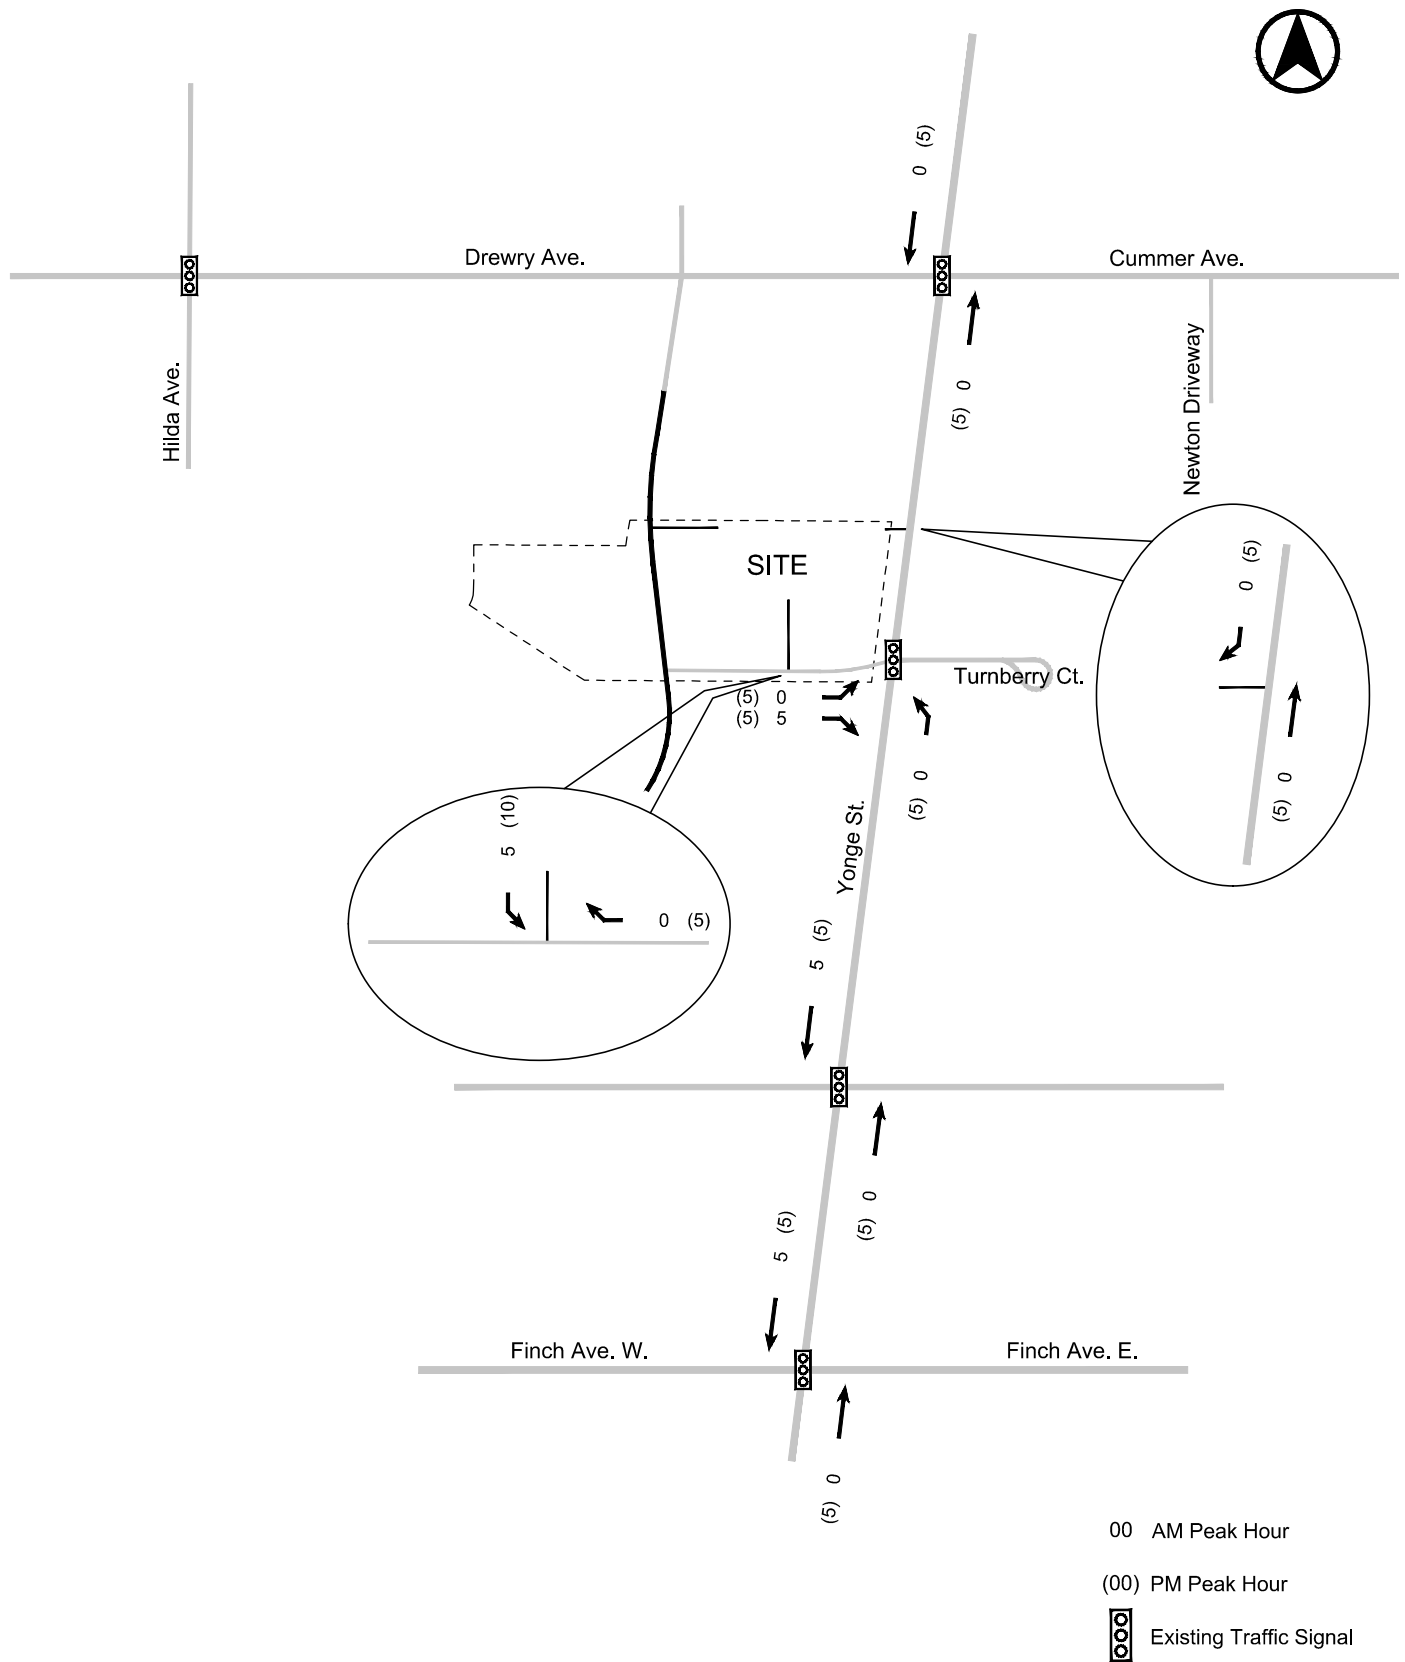 0 (5)
Drewry Ave.
Cummer Ave.
Hilda Ave.
(5) 0
Newton Driveway
SITE
0 (5)
Turnberry Ct.
(5) 0
(5) 5
(5) 0
(5) 0
Yonge St.
5 (10)
0 (5)
5 (5)
(5) 0
5 (5)
Finch Ave. W.
Finch Ave. E.
(5) 0
00 AM Peak Hour
(00) PM Peak Hour
Existing Traffic Signal